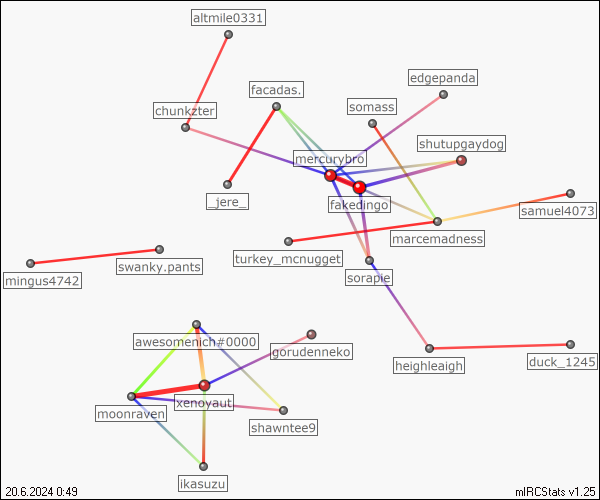 altmile0331
edgepanda
facadas.
somass
chunkzter
shutupgaydog
mercurybro
_jere_
fakedingo
samuel4073
marcemadness
turkey_mcnugget
swanky.pants
mingus4742
sorapie
awesomenich#0000
gorudenneko
heighleaigh
duck_1245
xenoyaut
moonraven
shawntee9
ikasuzu
20.6.2024 0:49
mIRCStats v1.25